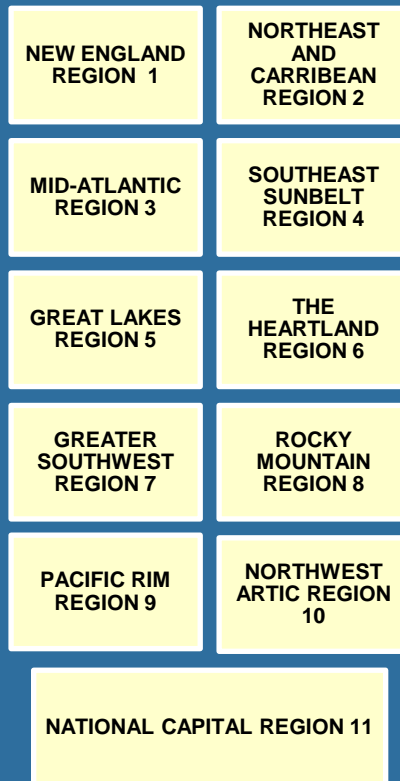 NEW ENGLAND
REGION 1
NORTHEAST
AND
CARRIBEAN
REGION 2
MID-ATLANTIC
REGION 3
SOUTHEAST
SUNBELT
REGION 4
GREAT LAKES
REGION 5
THE
HEARTLAND
REGION 6
GREATER
SOUTHWEST
REGION 7
ROCKY
MOUNTAIN
REGION 8
PACIFIC RIM
REGION 9
NORTHWEST
ARTIC REGION
10
NATIONAL CAPITAL REGION 11